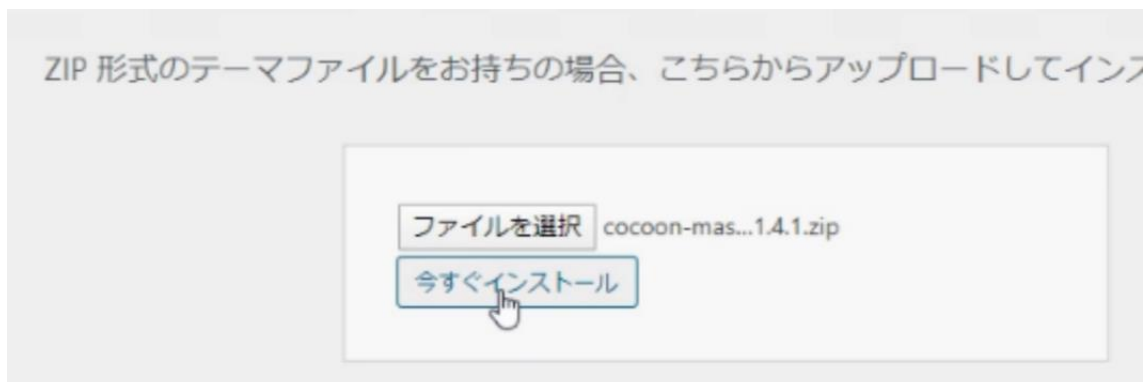 ZIP 形式のテーマファイルをお持ちの場合、こちらからアップロードしてインス
ファイルを選択 cocoon-mas...1.4.1.zip
今すぐインストール